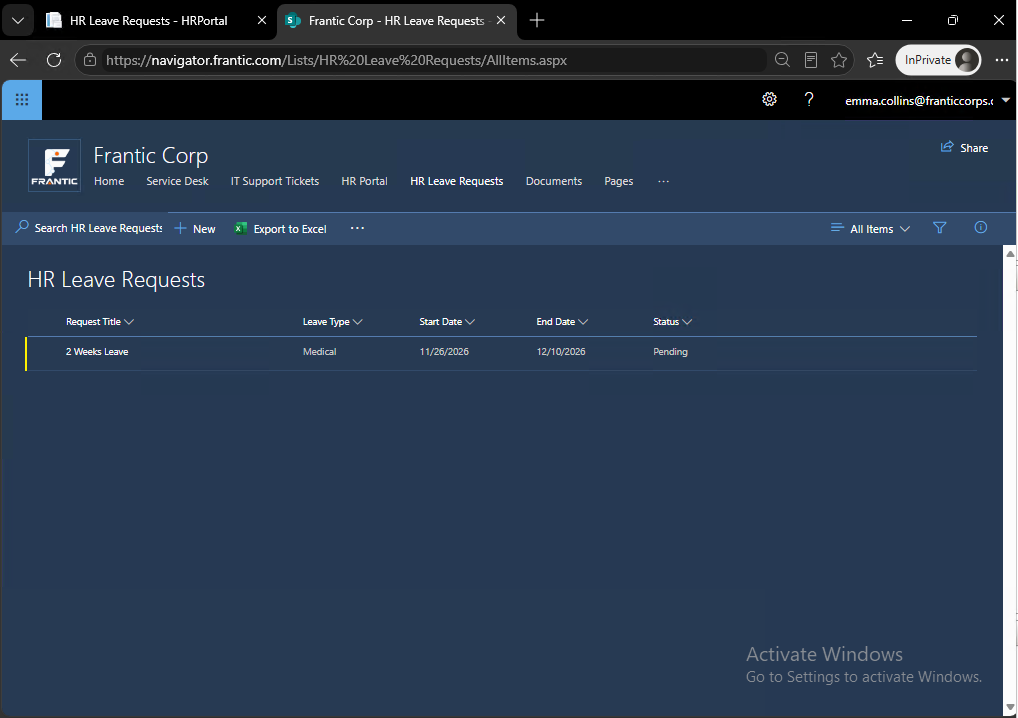 HR Leave Requests - HRPortal
Frantic Corp - HR Leave Requests -
https://navigator.frantic.com/Lists/HR%20Leave%20Requests/AllItems.aspx
InPrivate
emma.collins@franticcorps.c
FRANTIC
Frantic Corp
Share
Home Service Desk IT Support Tickets HR Portal HR Leave Requests Documents Pages ...
Search HR Leave Requests + New Export to Excel ... All Items
HR Leave Requests
Request Title Leave Type Start Date End Date Status
2 Weeks Leave Medical 11/26/2026 12/10/2026 Pending
Activate Windows
Go to Settings to activate Windows.